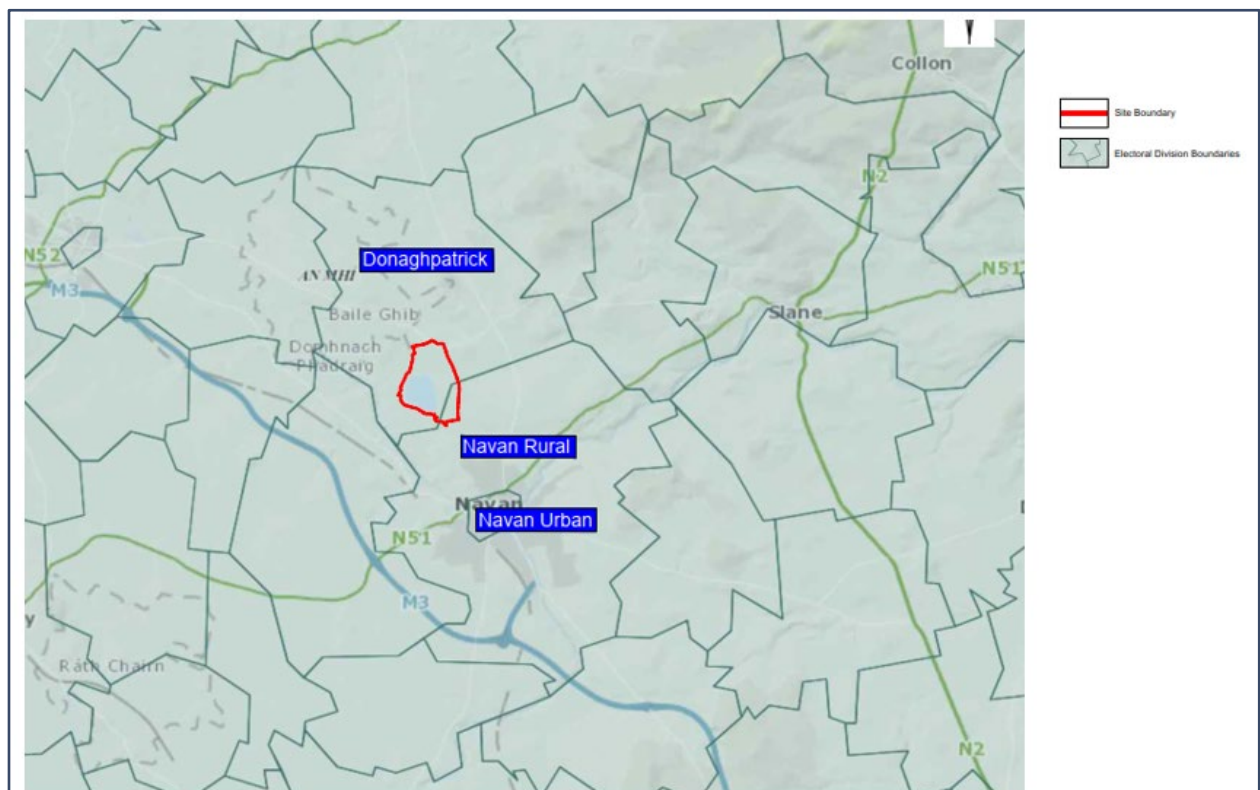 Collon
Site Boundary
Electoral Division Boundaries
N2
N52
Donaghpatrick
AN MHI
N51
M3
Baile Ghib
Slane
Domhnach
Phádraig
Navan Rural
Navan
Navan Urban
N51
M3
Ráth Chairn
N2